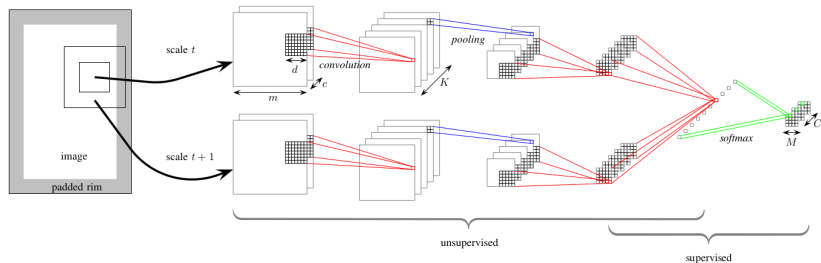 scale t
pooling
d
convolution
c
K
m
image
padded rim
scale t + 1
softmax
M
C
unsupervised
supervised